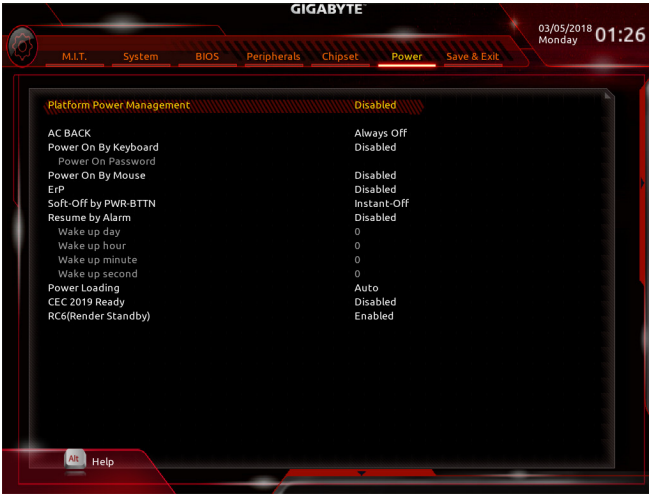 GIGABYTE™
03/05/2018 01:26
Monday
M.I.T. System BIOS Peripherals Chipset Power Save & Exit
Platform Power Management Disabled
AC BACK Always Off
Power On By Keyboard Disabled
Power On Password
Power On By Mouse Disabled
ErP Disabled
Soft-Off by PWR-BTTN Instant-Off
Resume by Alarm Disabled
Wake up day 0
Wake up hour 0
Wake up minute 0
Wake up second 0
Power Loading Auto
CEC 2019 Ready Disabled
RC6(Render Standby) Enabled
Alt Help